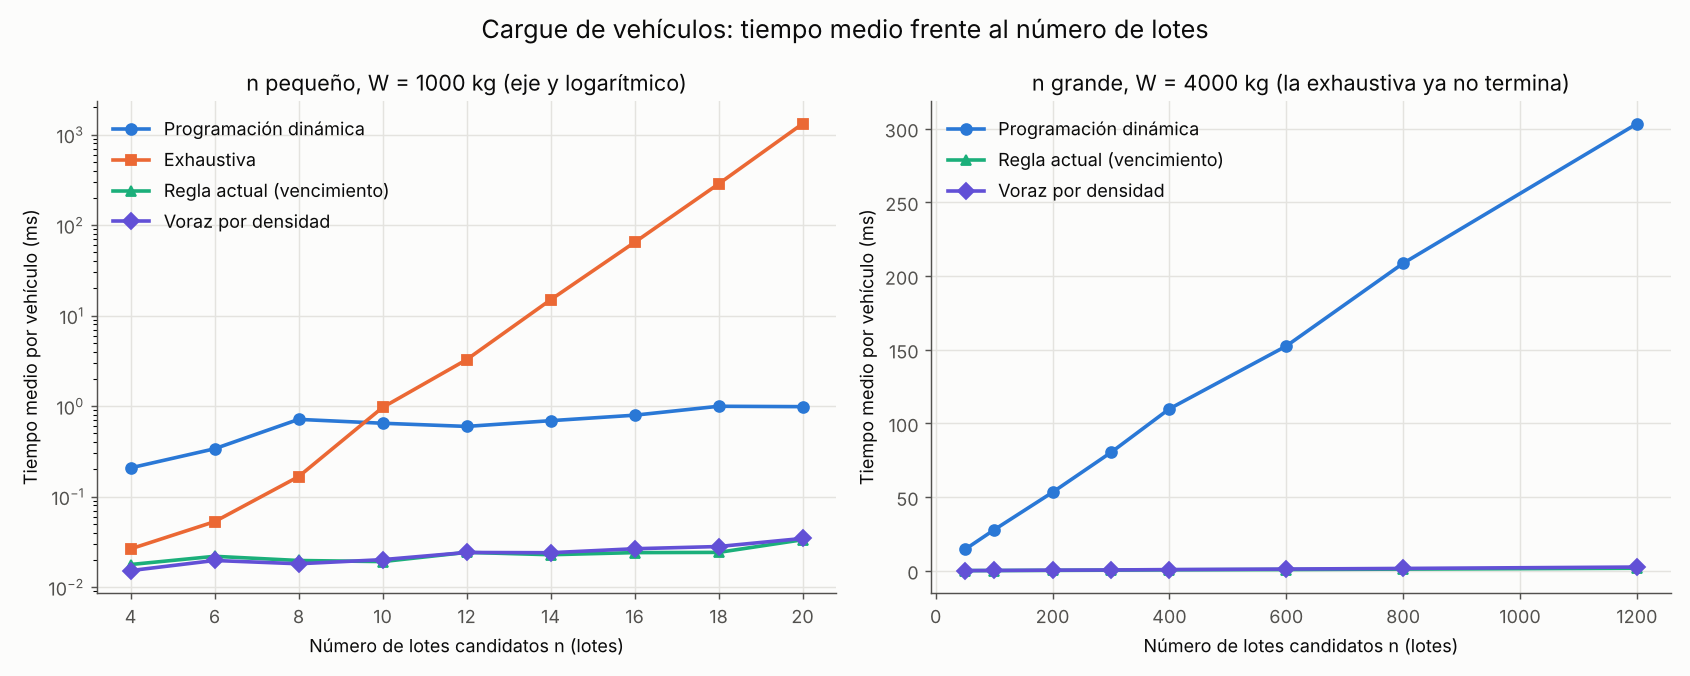 Cargue de vehículos: tiempo medio frente al número de lotes
n pequeño, W = 1000 kg (eje y logarítmico)
Programación dinámica
Exhaustiva
Regla actual (vencimiento)
Voraz por densidad
Tiempo medio por vehículo (ms)
10³
10²
10¹
10⁰
10⁻¹
10⁻²
4 6 8 10 12 14 16 18 20
Número de lotes candidatos n (lotes)
n grande, W = 4000 kg (la exhaustiva ya no termina)
Programación dinámica
Regla actual (vencimiento)
Voraz por densidad
Tiempo medio por vehículo (ms)
300
250
200
150
100
50
0
0 200 400 600 800 1000 1200
Número de lotes candidatos n (lotes)